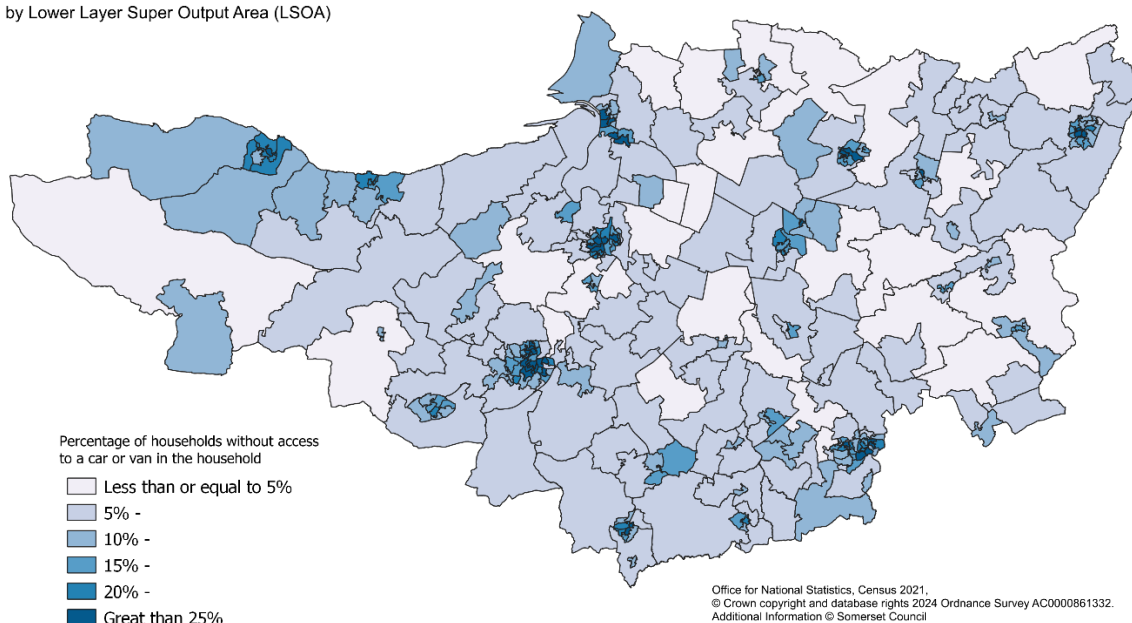 by Lower Layer Super Output Area (LSOA)
Percentage of households without access
to a car or van in the household
Less than or equal to 5%
5% -
10% -
15% -
20% -
Great than 25%
Office for National Statistics, Census 2021,
© Crown copyright and database rights 2024 Ordnance Survey AC0000861332.
Additional Information © Somerset Council